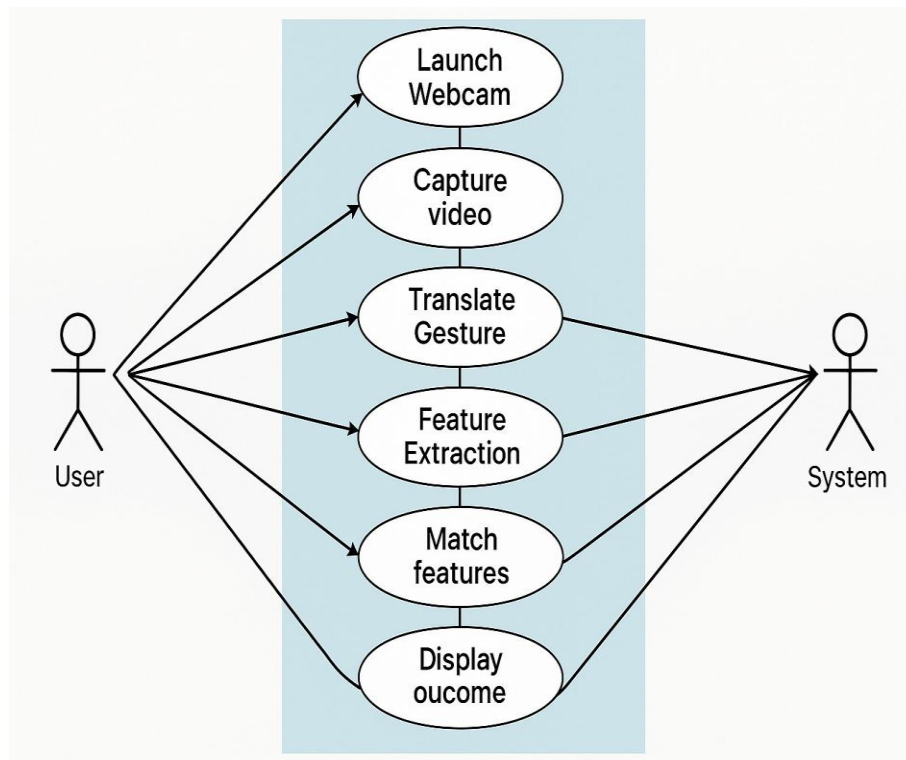 Launch
Webcam
Capture
video
Translate
Gesture
Feature
Extraction
Match
features
Display
oucome
User
System